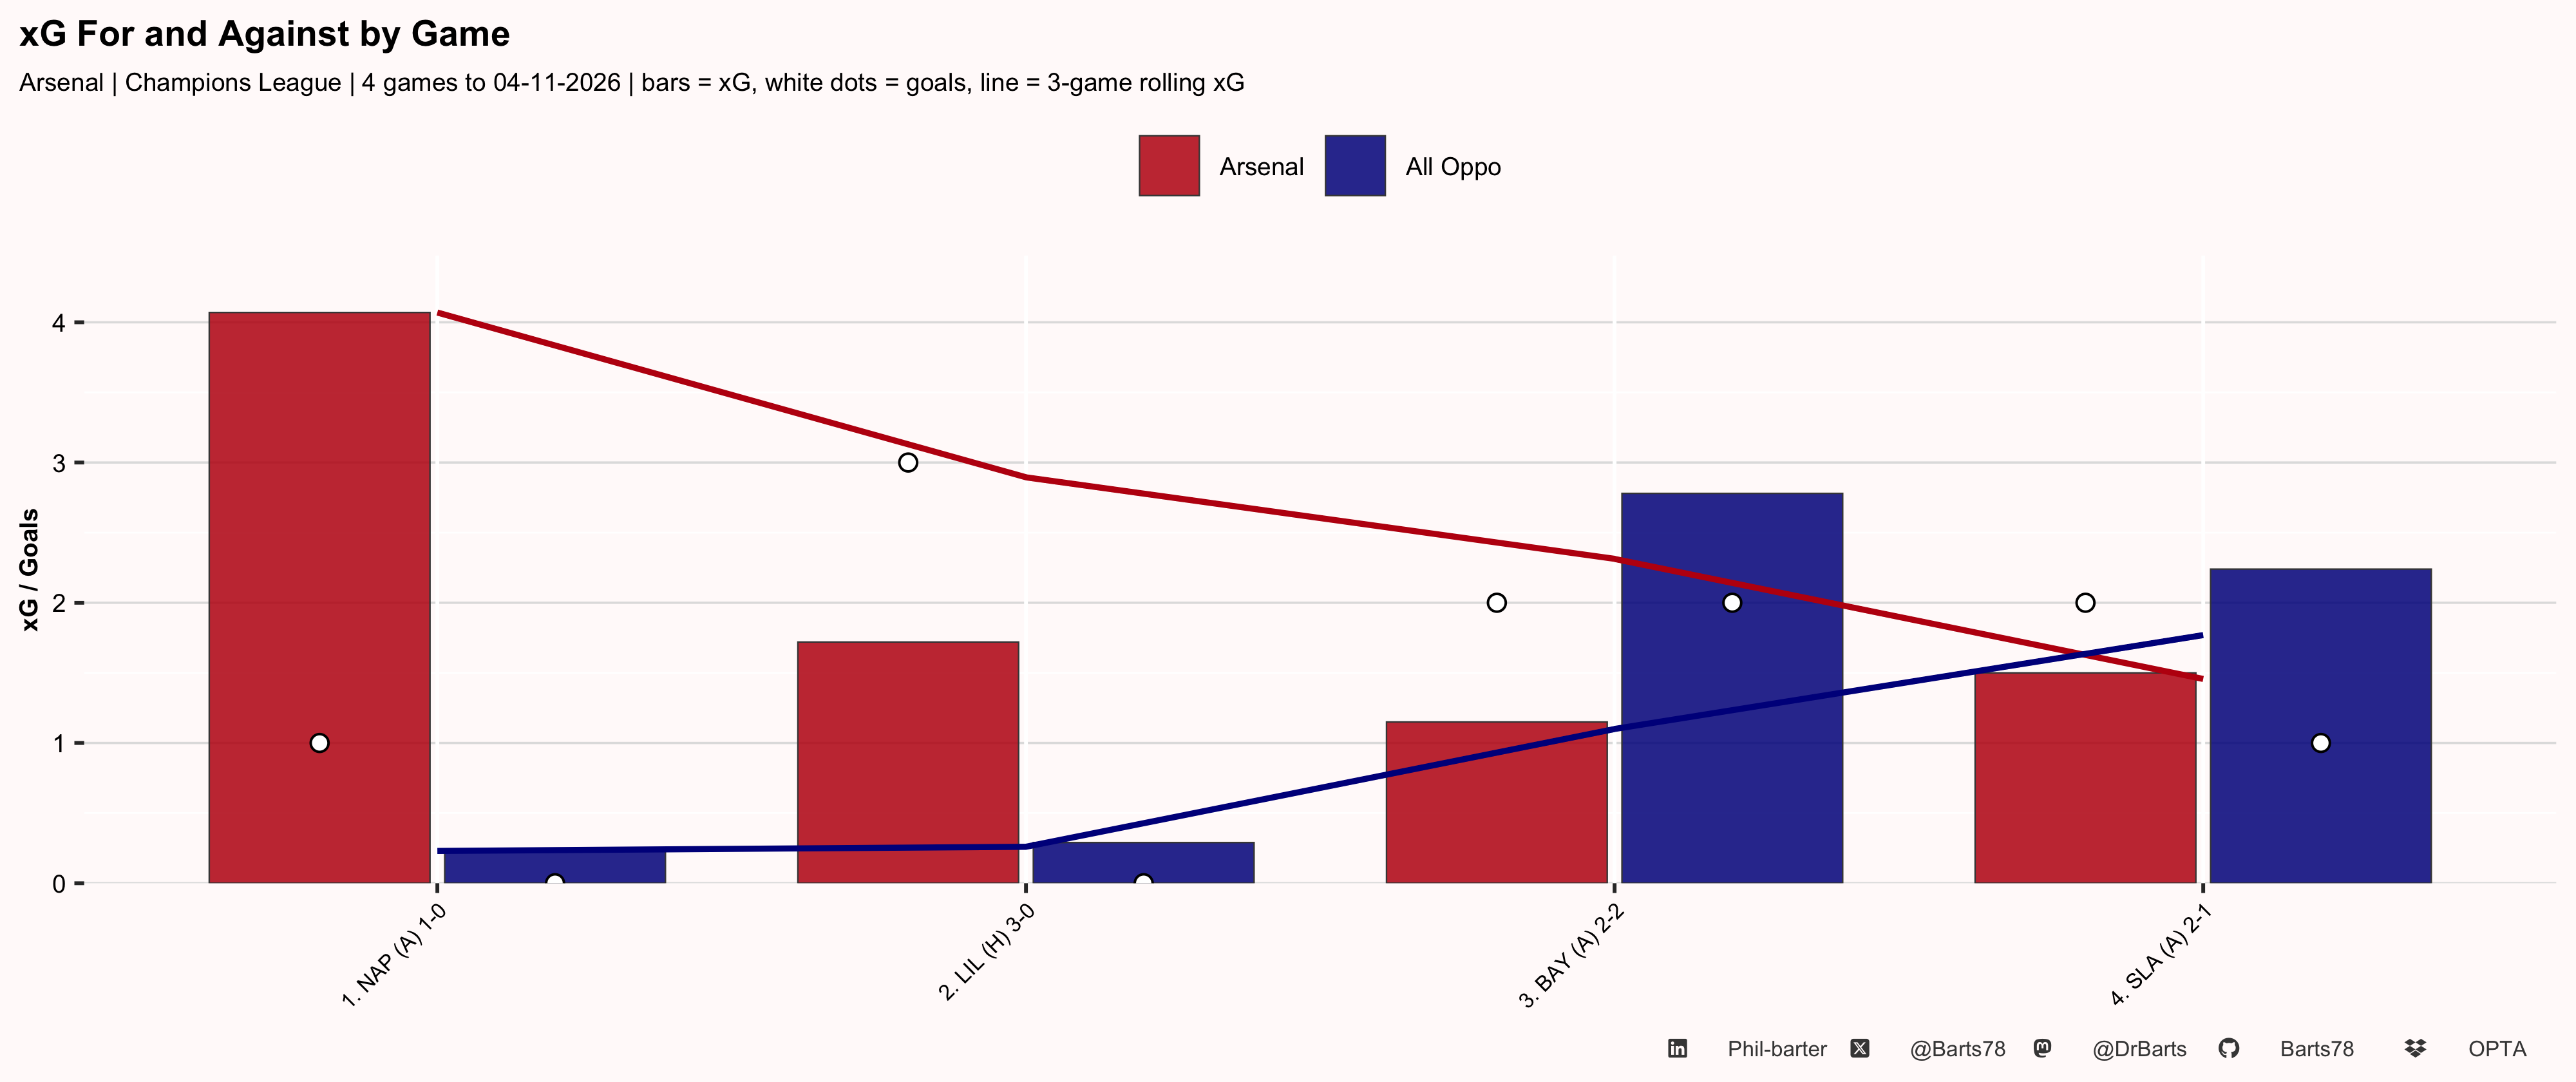 xG For and Against by Game
Arsenal | Champions League | 4 games to 04-11-2026 | bars = xG, white dots = goals, line = 3-game rolling xG
Arsenal All Oppo
xG / Goals
4
3
2
1
0
1. NAP (A) 1-0
2. LIL (H) 3-0
3. BAY (A) 2-2
4. SLA (A) 2-1
Phil-barter @Barts78 @DrBarts Barts78 OPTA